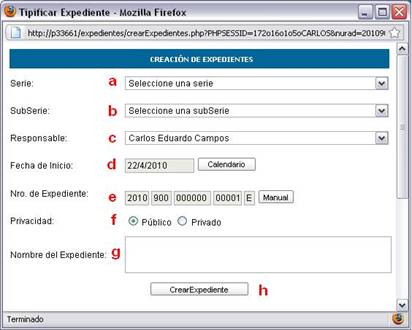 Tipificar Expediente - Mozilla Firefox
http://p33661/expedientes/crearExpedientes.php?PHPSESSID=172o16o1o5oCARLOS&nurad=201090
CREACIÓN DE EXPEDIENTES
Serie: a Seleccione una serie
SubSerie: b Seleccione una subSerie
Responsable: c Carlos Eduardo Campos
Fecha de Inicio: d 22/4/2010 Calendario
Nro. de Expediente: e 2010 900 000000 00001 E Manual
Privacidad: f Público Privado
Nombre del Expediente: g
CrearExpediente h
Terminado